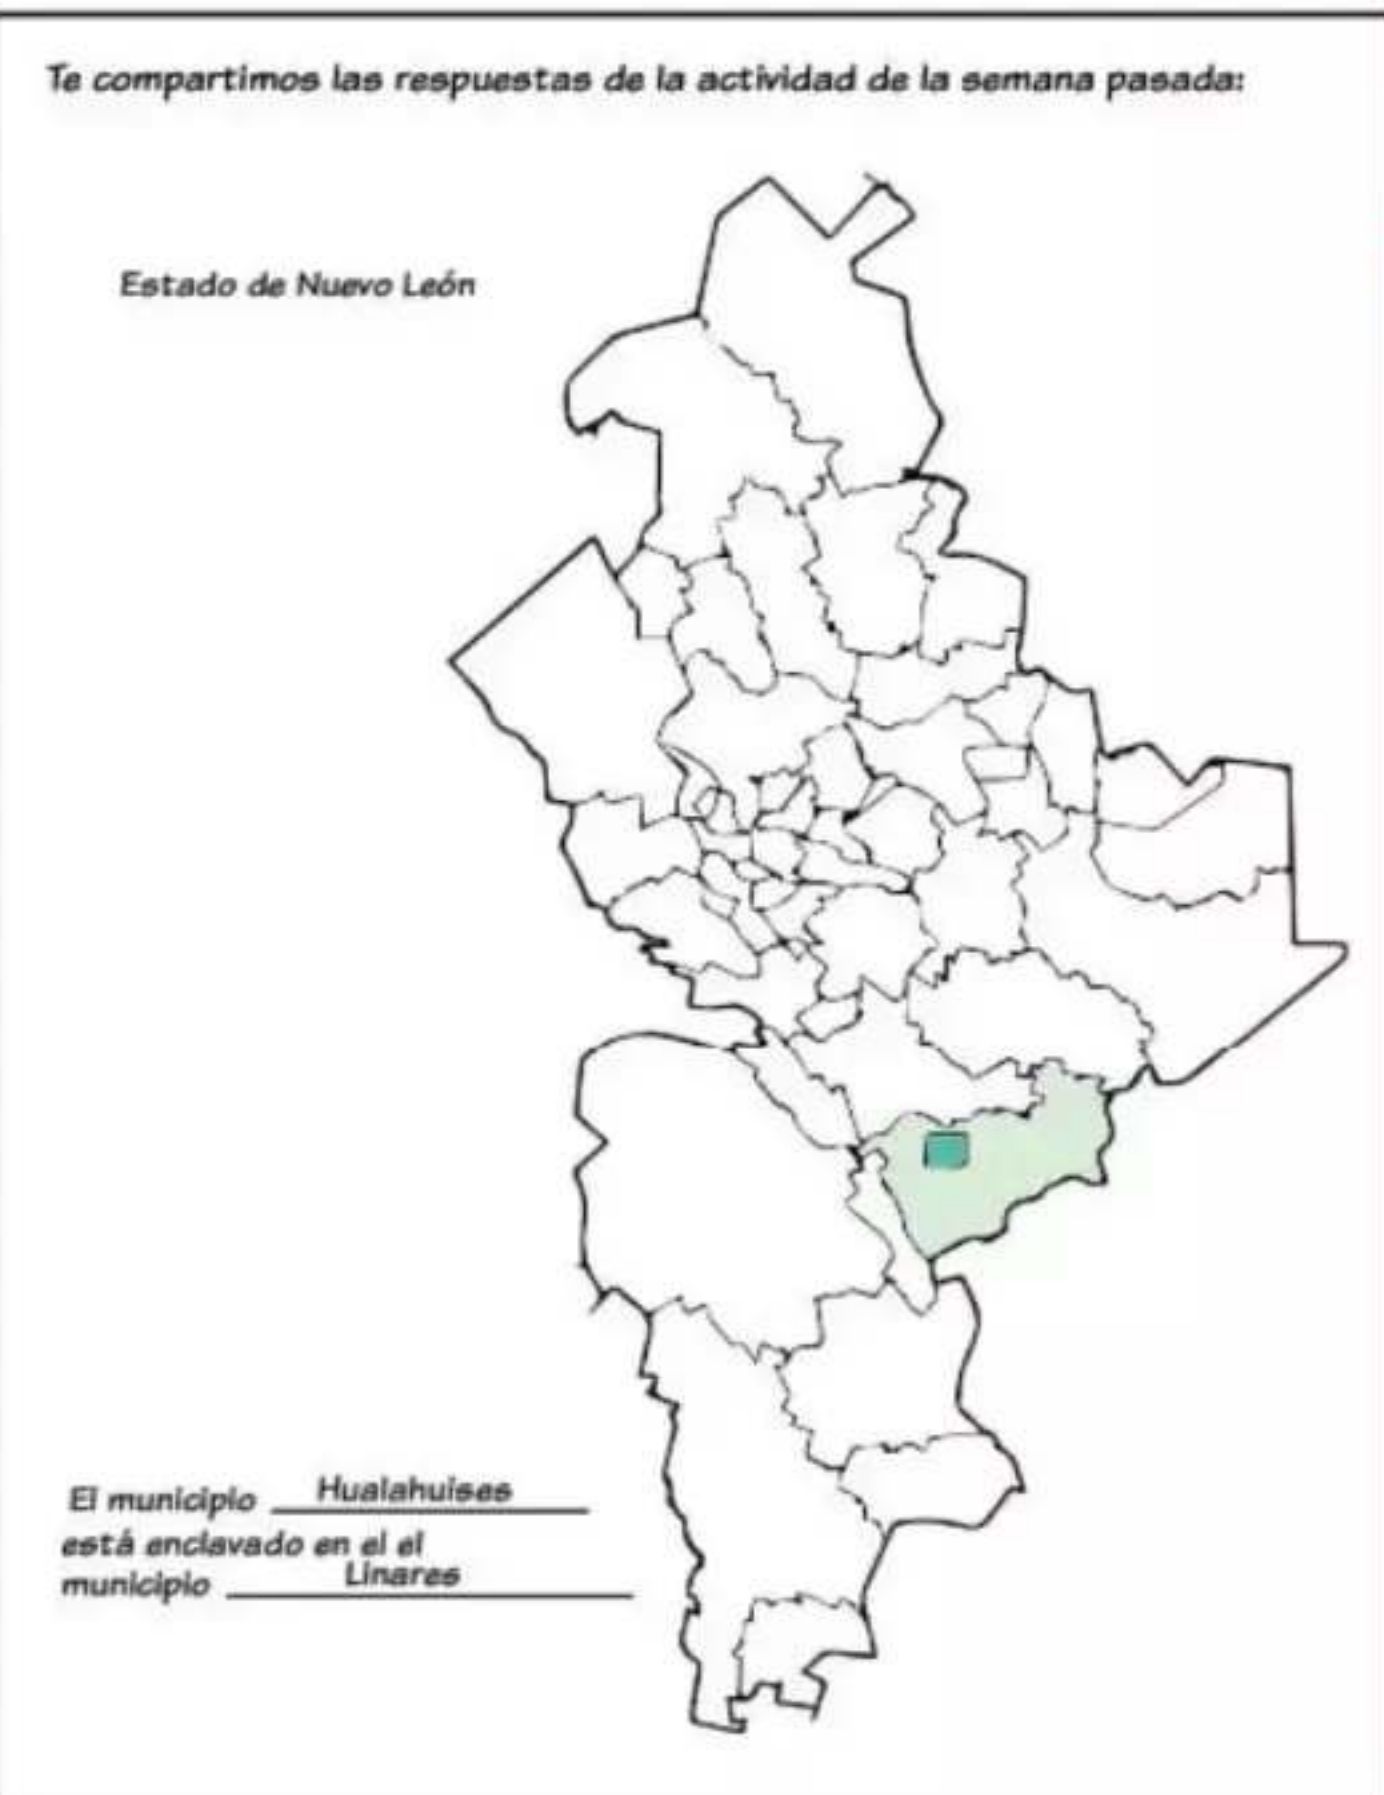 Te compartimos las respuestas de la actividad de la semana pasada:
Estado de Nuevo León
El municipio Hualahuises
está enclavado en el el
municipio Linares